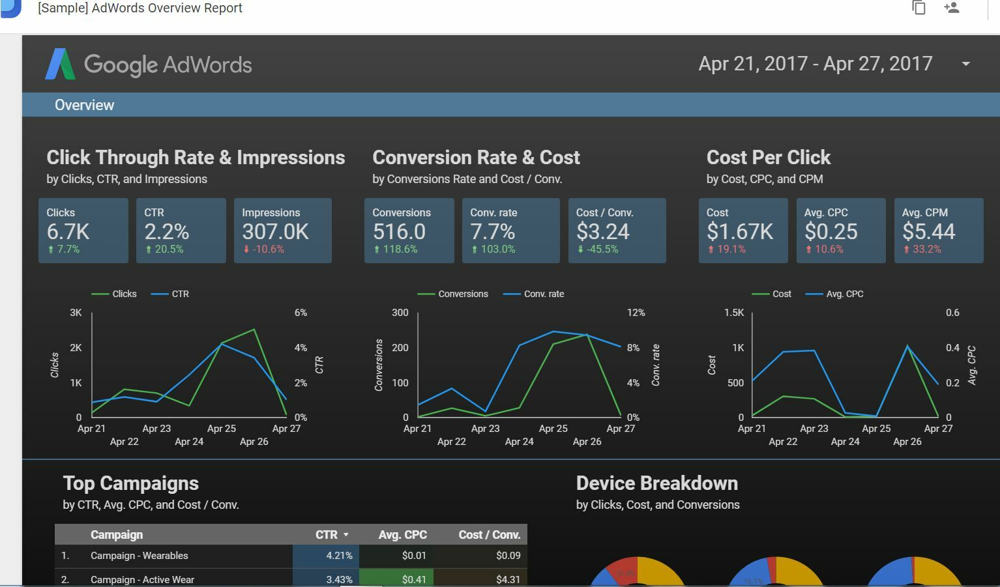 [Sample] AdWords Overview Report
Google AdWords
Apr 21, 2017 - Apr 27, 2017
Overview
Click Through Rate & Impressions
by Clicks, CTR, and Impressions
Conversion Rate & Cost
by Conversions Rate and Cost / Conv.
Cost Per Click
by Cost, CPC, and CPM
Clicks
6.7K
7.7%
CTR
2.2%
20.5%
Impressions
307.0K
-10.6%
Conversions
516.0
118.6%
Conv. rate
7.7%
103.0%
Cost / Conv.
$3.24
-45.5%
Cost
$1.67K
19.1%
Avg. CPC
$0.25
10.6%
Avg. CPM
$5.44
33.2%
Clicks CTR
3K
2K
1K
0
Clicks
6%
4%
2%
0%
CTR
Apr 21 Apr 23 Apr 25 Apr 27
Apr 22 Apr 24 Apr 26
Conversions Conv. rate
300
200
100
0
Conversions
12%
8%
4%
0%
Conv. rate
Apr 21 Apr 23 Apr 25 Apr 27
Apr 22 Apr 24 Apr 26
Cost Avg. CPC
1.5K
1K
500
0
Cost
0.6
0.4
0.2
0
Avg. CPC
Apr 21 Apr 23 Apr 25 Apr 27
Apr 22 Apr 24 Apr 26
Top Campaigns
by CTR, Avg. CPC, and Cost / Conv.
Campaign CTR Avg. CPC Cost / Conv.
1. Campaign - Wearables 4.21% $0.01 $0.09
2. Campaign - Active Wear 3.43% $0.41 $4.31
Device Breakdown
by Clicks, Cost, and Conversions
16.4%
16.1%